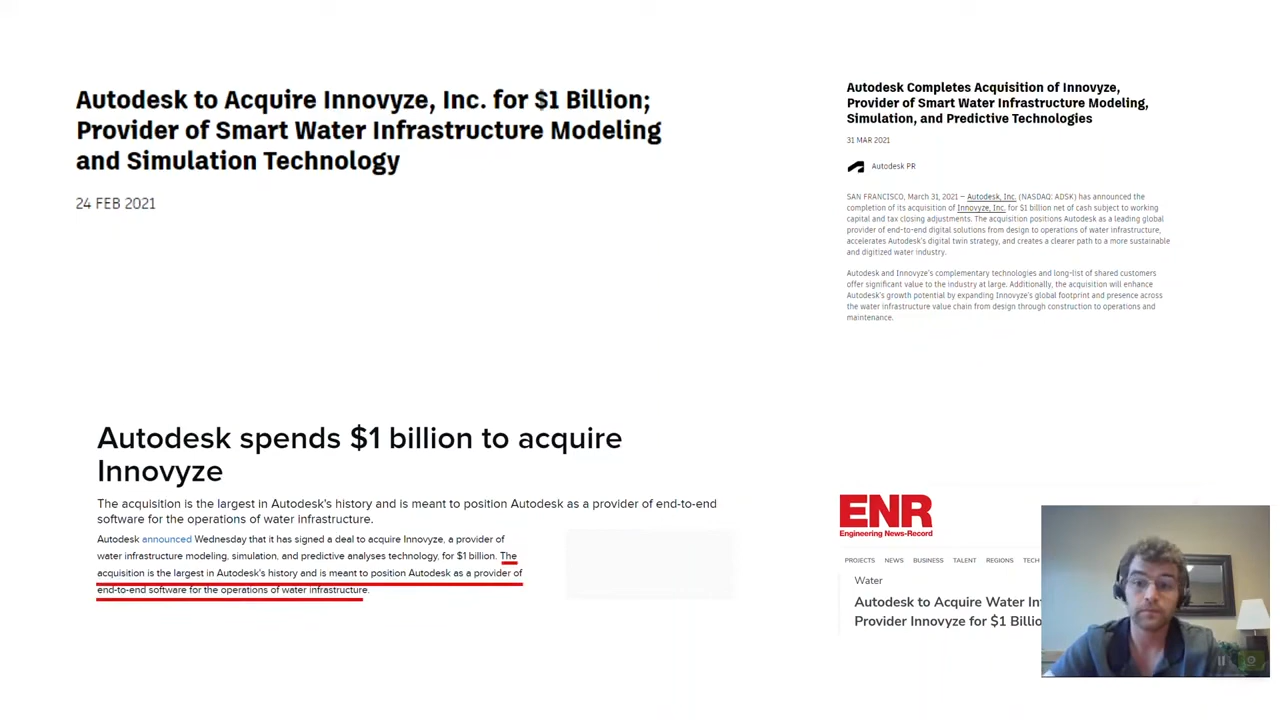 Autodesk to Acquire Innovyze, Inc. for $1 Billion;
Provider of Smart Water Infrastructure Modeling
and Simulation Technology
24 FEB 2021
Autodesk Completes Acquisition of Innovyze,
Provider of Smart Water Infrastructure Modeling,
Simulation, and Predictive Technologies
31 MAR 2021
Autodesk PR
SAN FRANCISCO, March 31, 2021 – Autodesk, Inc. (NASDAQ: ADSK) has announced the
completion of its acquisition of Innovyze, Inc. for $1 billion net of cash subject to working
capital and tax closing adjustments. The acquisition positions Autodesk as a leading global
provider of end-to-end digital solutions from design to operations of water infrastructure,
accelerates Autodesk's digital twin strategy, and creates a clearer path to a more sustainable
and digitized water industry.
Autodesk and Innovyze's complementary technologies and long-list of shared customers
offer significant value to the industry at large. Additionally, the acquisition will enhance
Autodesk's growth potential by expanding Innovyze's global footprint and presence across
the water infrastructure value chain from design through construction to operations and
maintenance.
Autodesk spends $1 billion to acquire
Innovyze
The acquisition is the largest in Autodesk's history and is meant to position Autodesk as a provider of end-to-end
software for the operations of water infrastructure.
Autodesk announced Wednesday that it has signed a deal to acquire Innovyze, a provider of
water infrastructure modeling, simulation, and predictive analyses technology, for $1 billion. The
acquisition is the largest in Autodesk's history and is meant to position Autodesk as a provider of
end-to-end software for the operations of water infrastructure.
ENR
Engineering News-Record
PROJECTS NEWS BUSINESS TALENT REGIONS TECH
Water
Autodesk to Acquire Water
Provider Innovyze for $1